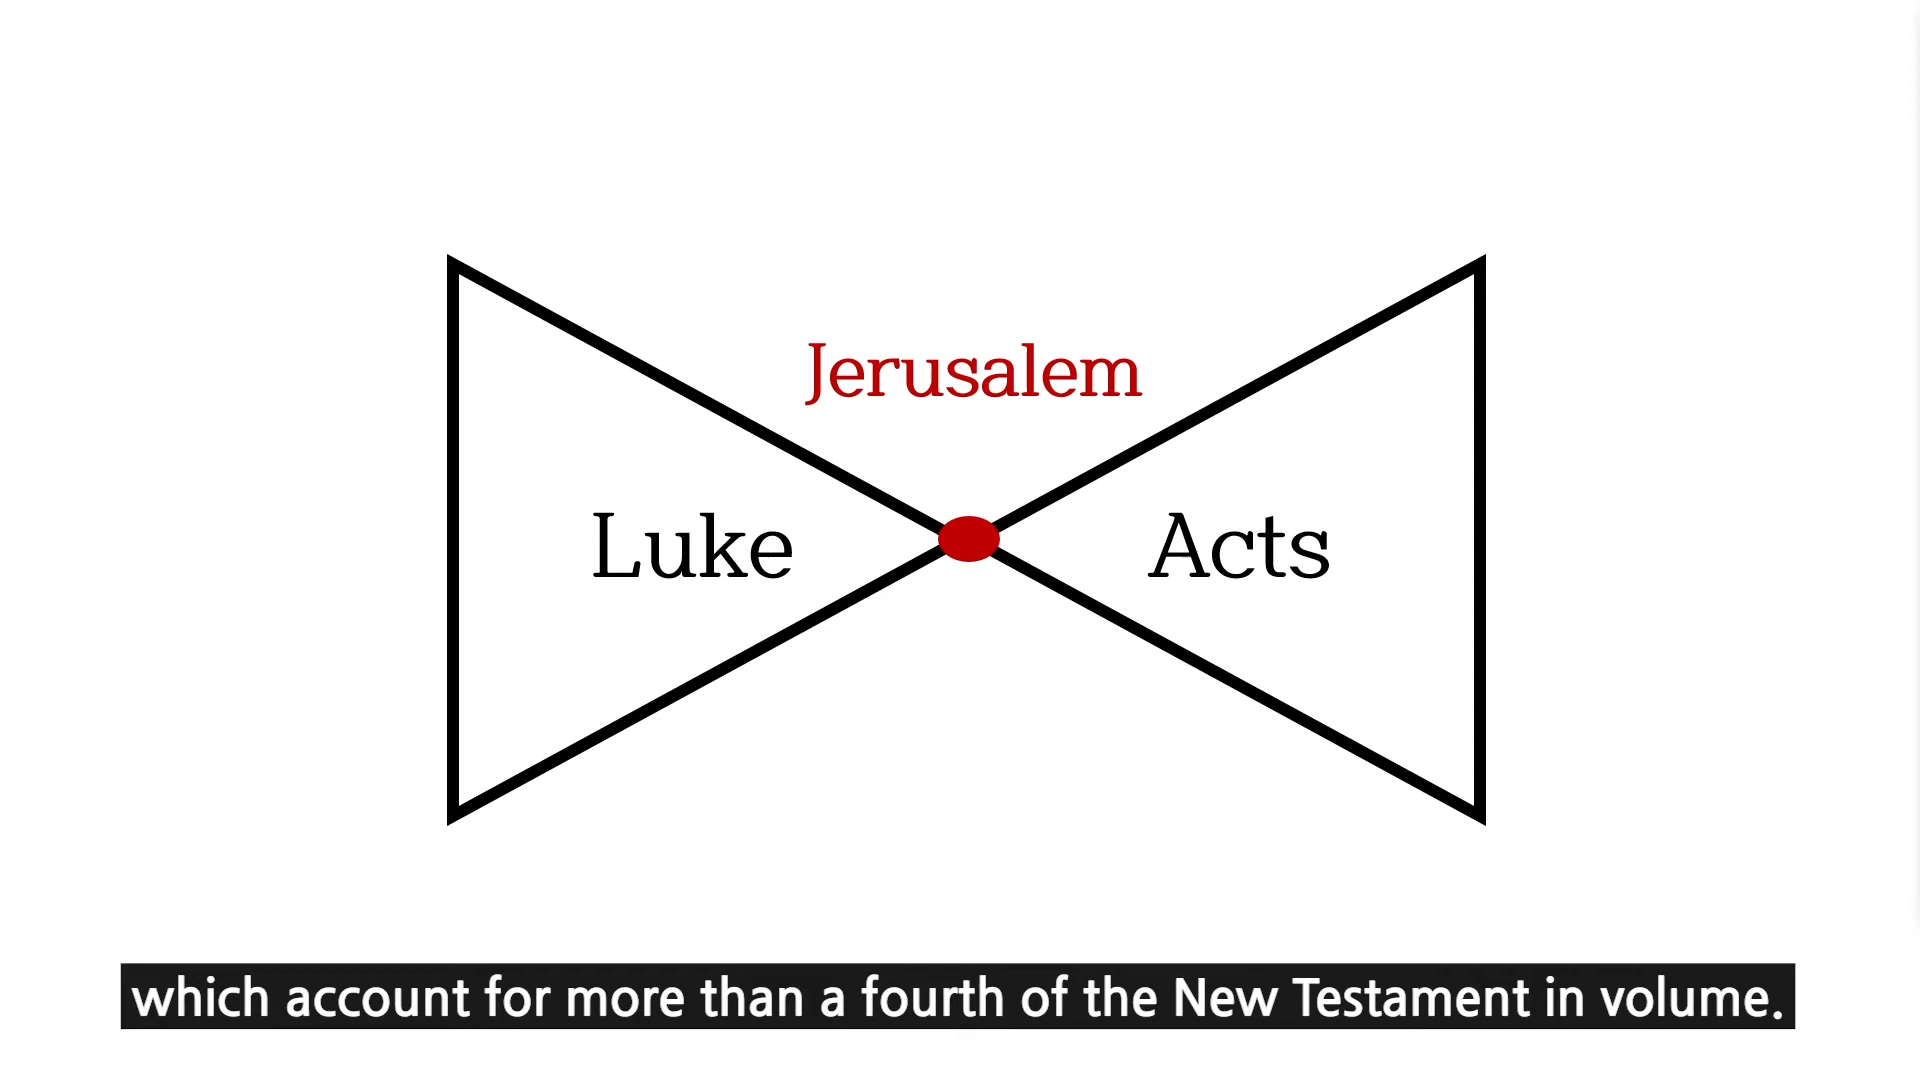 Jerusalem
Luke
Acts
which account for more than a fourth of the New Testament in volume.